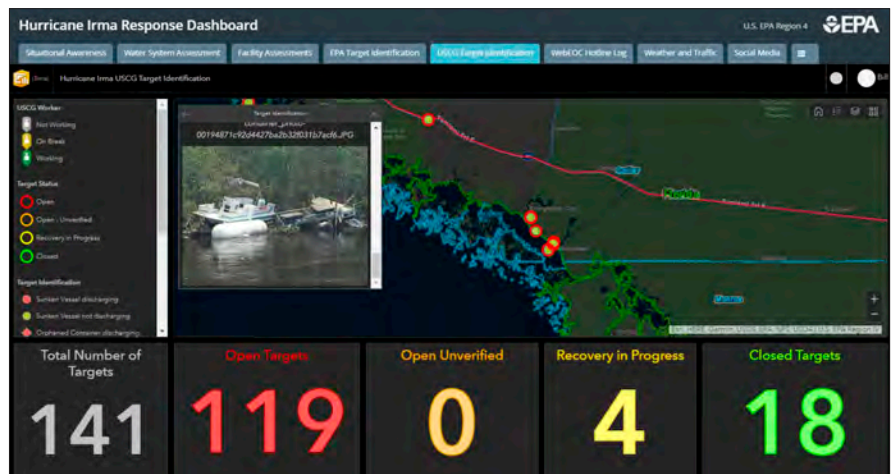 Hurricane Irma Response Dashboard
U.S. EPA Region 4
EPA
Situational Awareness
Water System Assessment
Facility Assessments
EPA Target Identification
USCG Target Identification
WebEOC Hotline Log
Weather and Traffic
Social Media
Hurricane Irma USCG Target Identification
USCG Worker
Not Working
On Break
Working
Target Status
Open
Open - Unverified
Recovery in Progress
Closed
Target Identification
Sunken Vessel discharging
Sunken Vessel not discharging
Orphaned Container discharging
Target Identification
Florida
Total Number of
Targets
141
Open Targets
119
Open Unverified
0
Recovery in Progress
4
Closed Targets
18